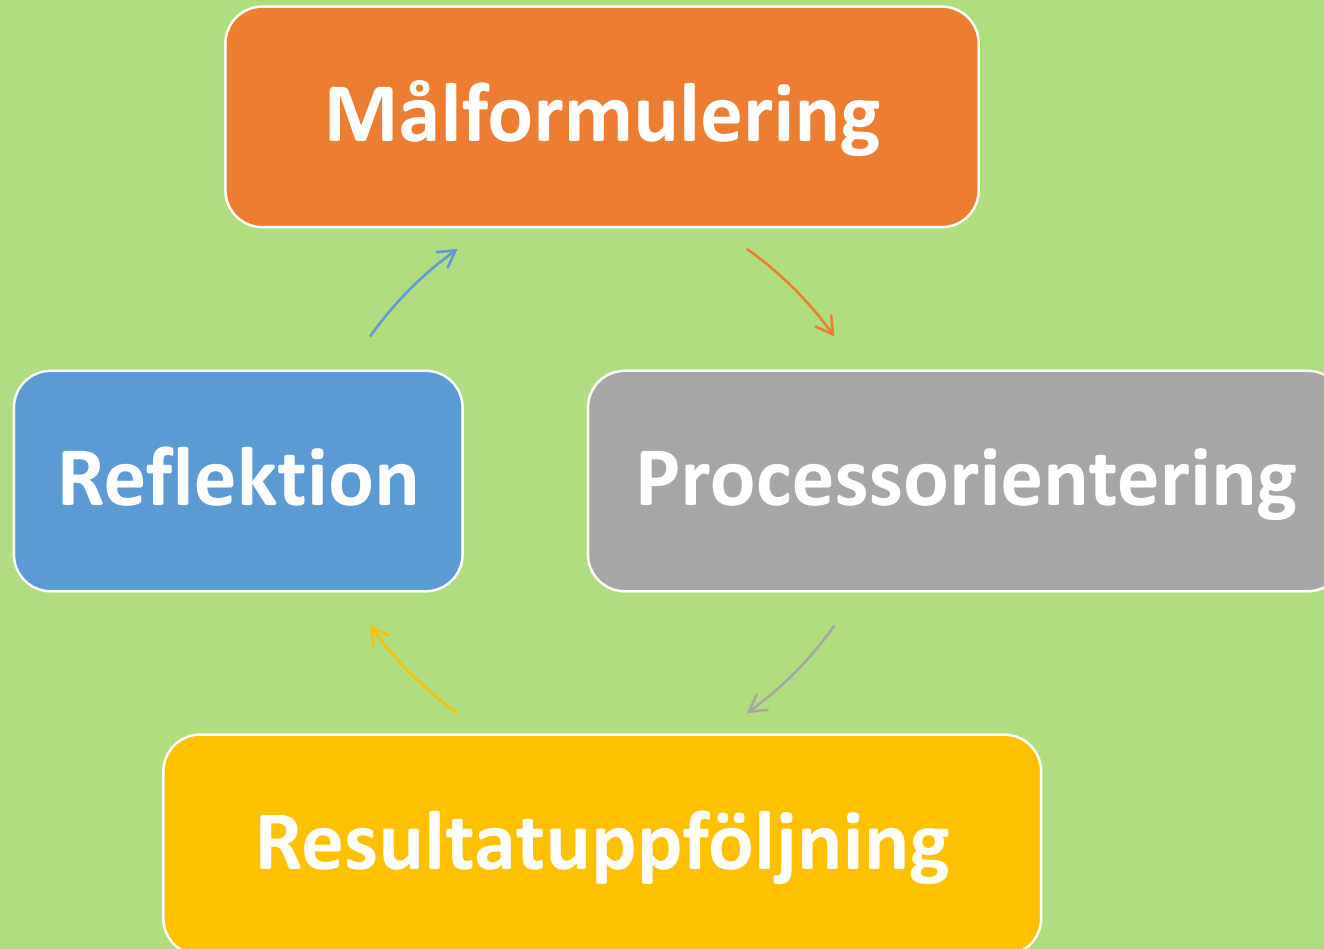 Målformulering
Reflektion
Processorientering
Resultatuppföljning